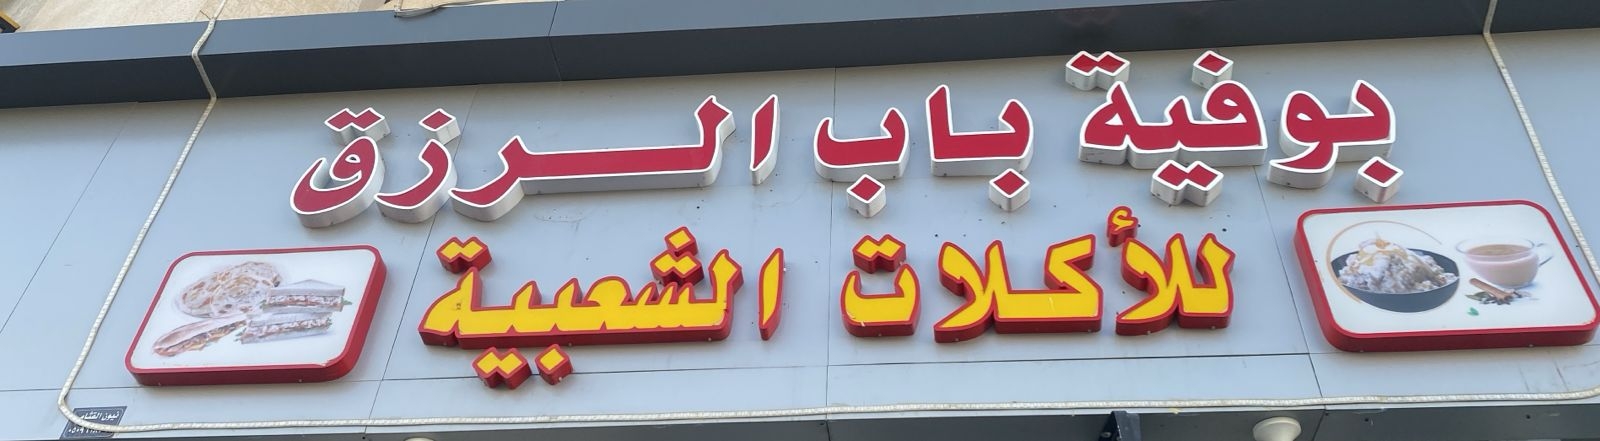 بوفية باب الرزق
للأكلات الشعبية